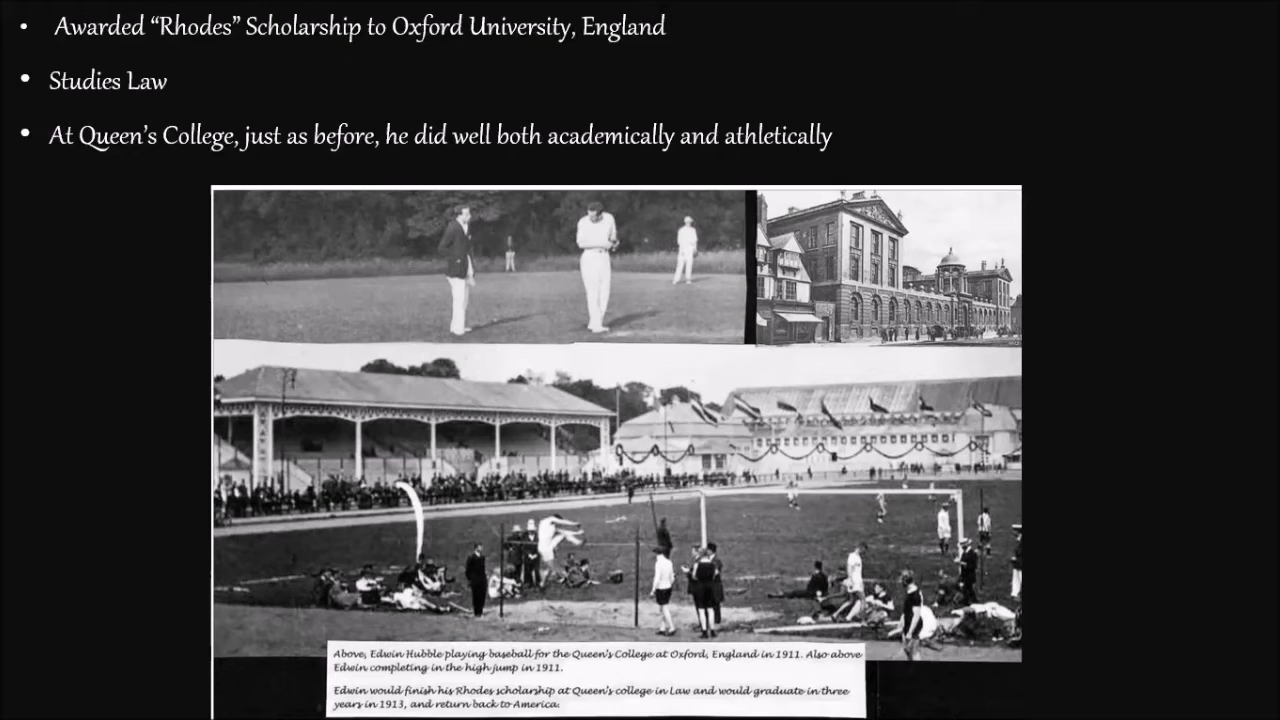 • Awarded “Rhodes” Scholarship to Oxford University, England
• Studies Law
• At Queen’s College, just as before, he did well both academically and athletically
Above, Edwin Hubble playing baseball for the Queen's College at Oxford, England in 1911. Also above
Edwin completing in the high jump in 1911.
Edwin would finish his Rhodes scholarship at Queen's college in Law and would graduate in three
years in 1913, and return back to America.